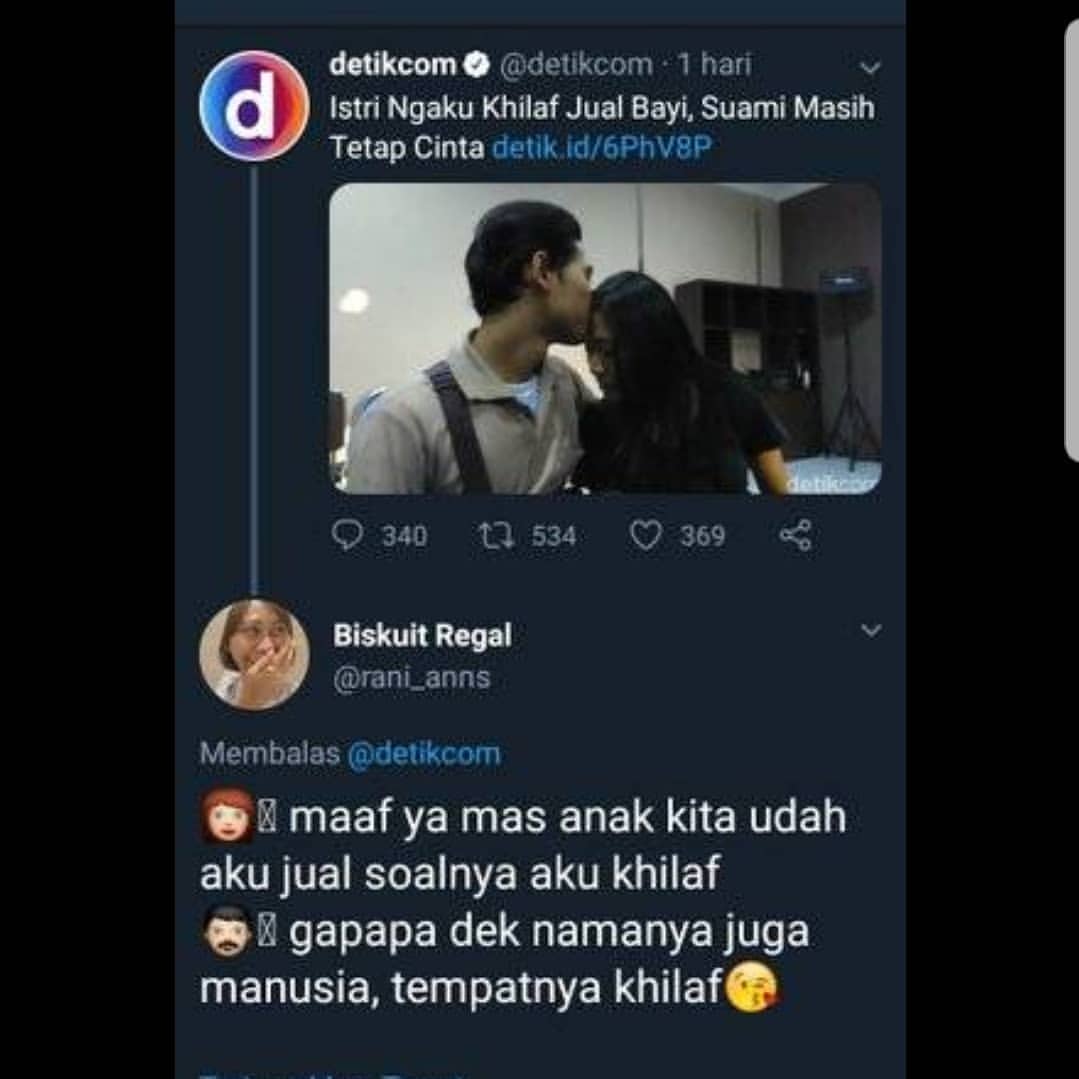 detikcom @detikcom · 1 hari
Istri Ngaku Khilaf Jual Bayi, Suami Masih
Tetap Cinta detik.id/6PhV8P
detikcom
340 534 369
Biskuit Regal
@rani_anns
Membalas @detikcom
maaf ya mas anak kita udah
aku jual soalnya aku khilaf
gapapa dek namanya juga
manusia, tempatnya khilaf😘